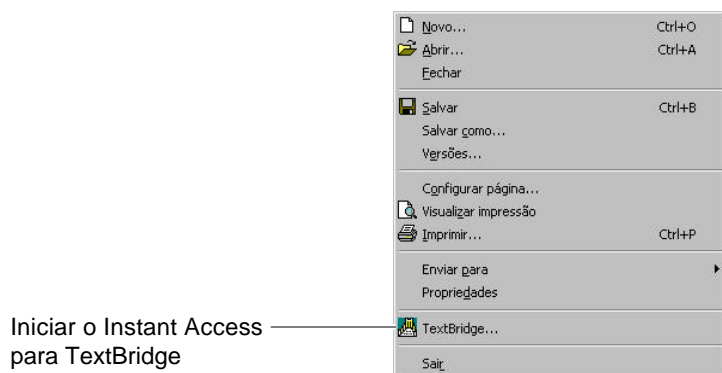 Novo... Ctrl+O
Abrir... Ctrl+A
Fechar
Salvar Ctrl+B
Salvar como...
Versões...
Configurar página...
Visualizar impressão
Imprimir... Ctrl+P
Enviar para
Propriedades
Iniciar o Instant Access
para TextBridge
TextBridge...
Sair